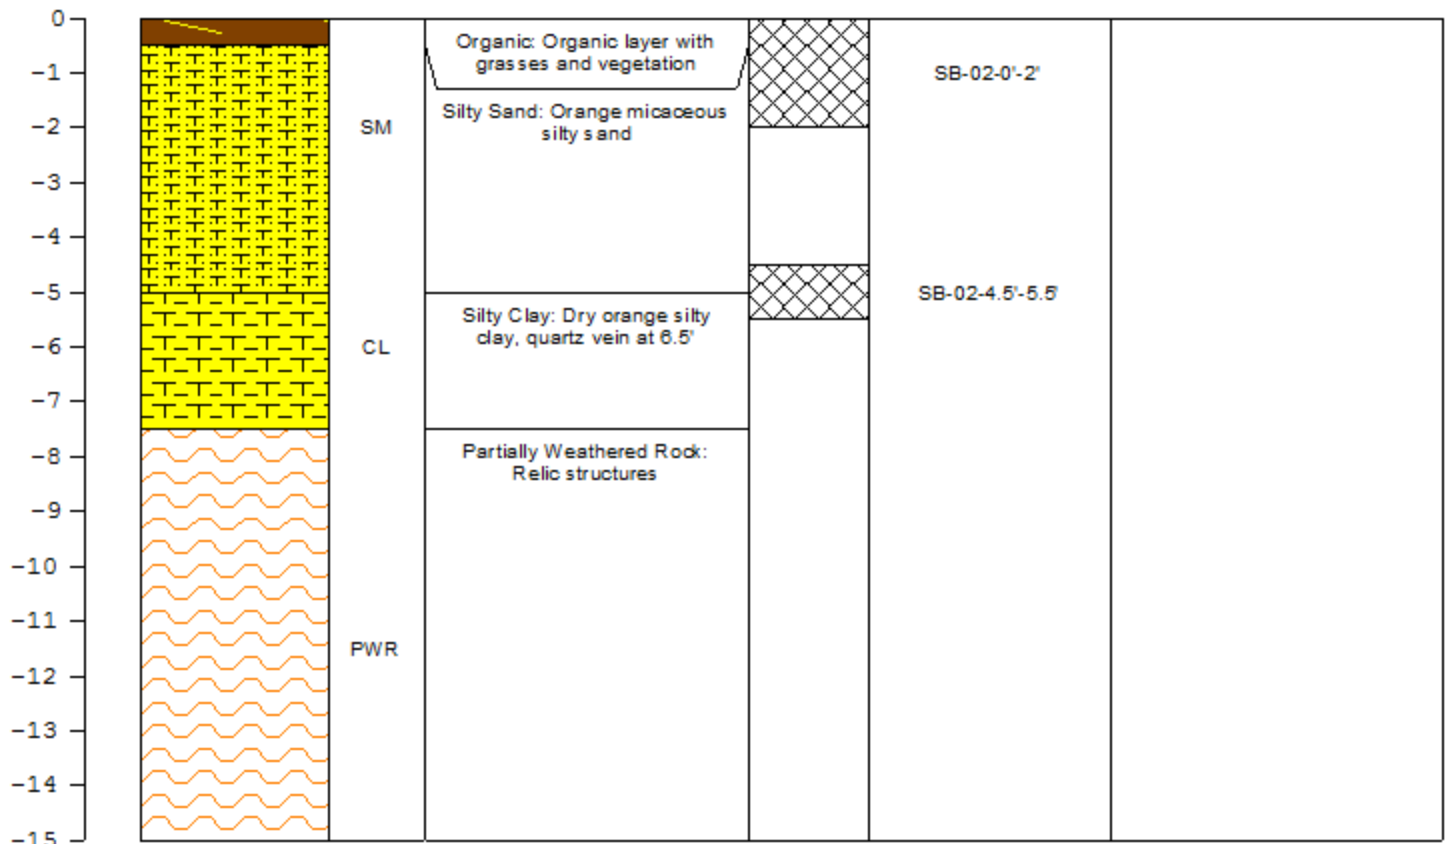 0
Organic: Organic layer with
grasses and vegetation
-1
SB-02-0'-2'
Silty Sand: Orange micaceous
silty sand
-2
SM
-3
-4
-5
SB-02-4.5'-5.5'
Silty Clay: Dry orange silty
clay, quartz vein at 6.5'
-6
CL
-7
Partially Weathered Rock:
Relic structures
-8
-9
-10
-11
PWR
-12
-13
-14
-15